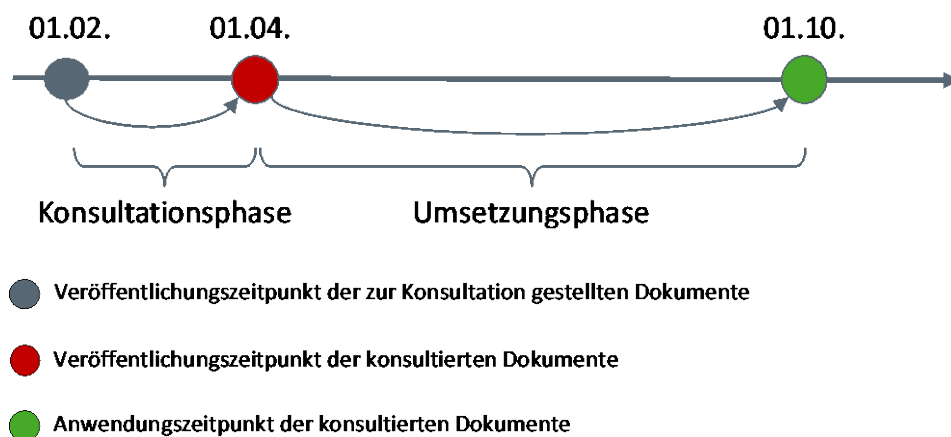 01.02. 01.04. 01.10.
Konsultationsphase Umsetzungsphase
Veröffentlichungszeitpunkt der zur Konsultation gestellten Dokumente
Veröffentlichungszeitpunkt der konsultierten Dokumente
Anwendungszeitpunkt der konsultierten Dokumente